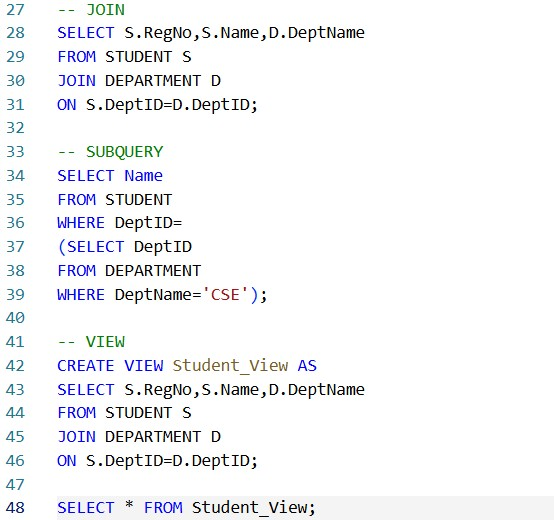 27 -- JOIN
28 SELECT S.RegNo,S.Name,D.DeptName
29 FROM STUDENT S
30 JOIN DEPARTMENT D
31 ON S.DeptID=D.DeptID;
32
33 -- SUBQUERY
34 SELECT Name
35 FROM STUDENT
36 WHERE DeptID=
37 (SELECT DeptID
38 FROM DEPARTMENT
39 WHERE DeptName='CSE');
40
41 -- VIEW
42 CREATE VIEW Student_View AS
43 SELECT S.RegNo,S.Name,D.DeptName
44 FROM STUDENT S
45 JOIN DEPARTMENT D
46 ON S.DeptID=D.DeptID;
47
48 SELECT * FROM Student_View;